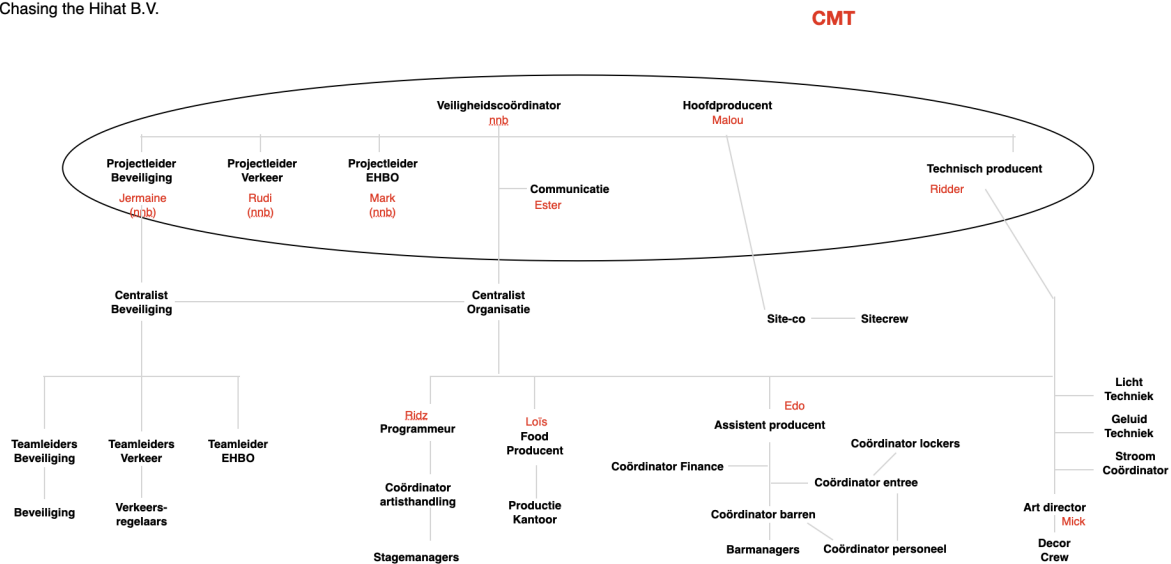 Chasing the Hihat B.V.
CMT
Veiligheidscoördinator
nnb
Hoofdproducent
Malou
Projectleider
Beveiliging
Jermaine
(nnb)
Projectleider
Verkeer
Rudi
(nnb)
Projectleider
EHBO
Mark
(nnb)
Communicatie
Ester
Technisch producent
Ridder
Centralist
Beveiliging
Centralist
Organisatie
Site-co
Sitecrew
Teamleiders
Beveiliging
Beveiliging
Teamleiders
Verkeer
Verkeers-
regelaars
Teamleider
EHBO
Ridz
Programmeur
Coördinator
artisthandling
Stagemanagers
Loïs
Food
Producent
Productie
Kantoor
Edo
Assistent producent
Coördinator Finance
Coördinator lockers
Coördinator entree
Coördinator barren
Barmanagers
Coördinator personeel
Licht
Techniek
Geluid
Techniek
Stroom
Coördinator
Art director
Mick
Decor
Crew